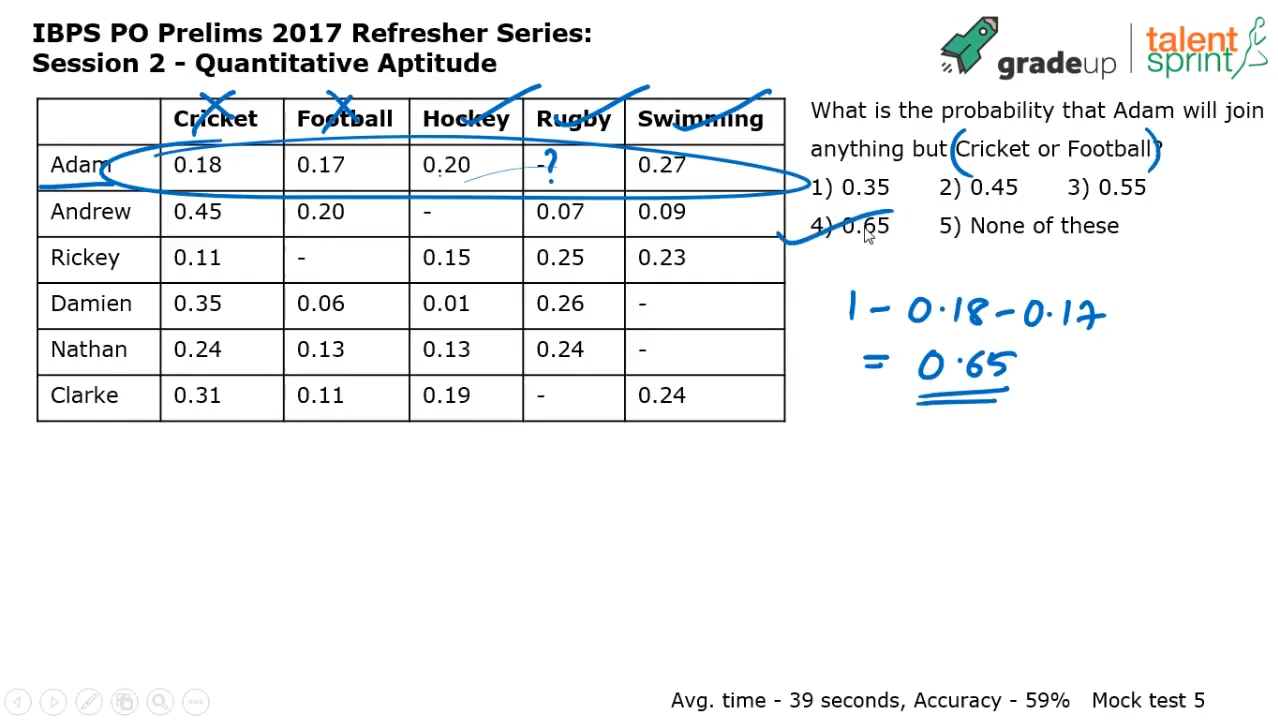 IBPS PO Prelims 2017 Refresher Series:
Session 2 - Quantitative Aptitude
gradeup
talent
sprint
Cricket Football Hockey Rugby Swimming
Adam 0.18 0.17 0.20 -? 0.27
Andrew 0.45 0.20 - 0.07 0.09
Rickey 0.11 - 0.15 0.25 0.23
Damien 0.35 0.06 0.01 0.26 -
Nathan 0.24 0.13 0.13 0.24 -
Clarke 0.31 0.11 0.19 - 0.24
What is the probability that Adam will join
anything but (Cricket or Football)?
1) 0.35 2) 0.45 3) 0.55
4) 0.65 5) None of these
1 - 0.18 - 0.17
= 0.65
Avg. time - 39 seconds, Accuracy - 59% Mock test 5